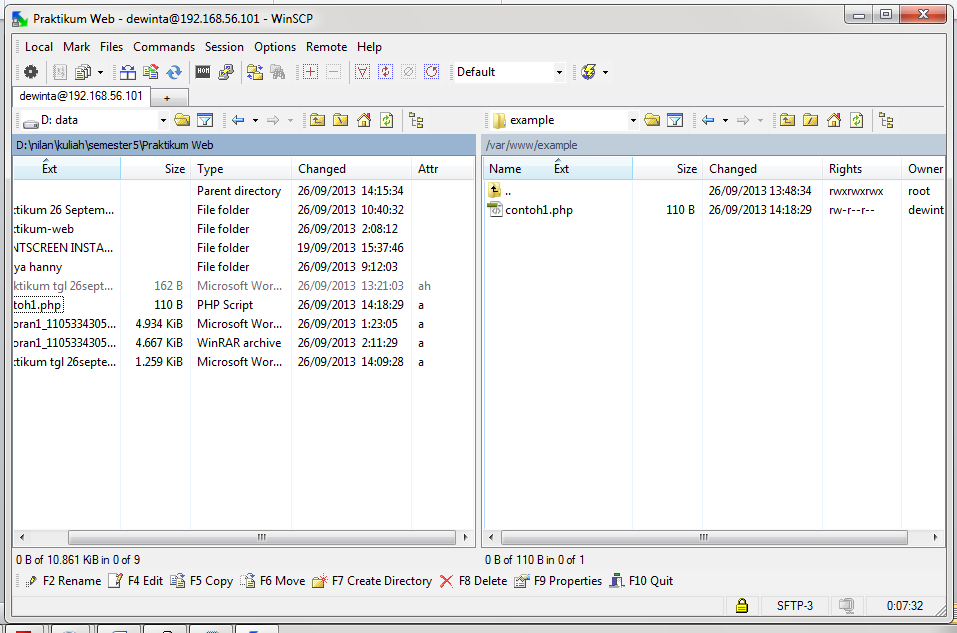 Praktikum Web - dewinta@192.168.56.101 - WinSCP
Local Mark Files Commands Session Options Remote Help
Default
dewinta@192.168.56.101 +
D: data example
D:\nilan\kuliah\semester5\Praktikum Web /var/www/example
Ext Size Type Changed Attr Name Ext Size Changed Rights Owner
Parent directory 26/09/2013 14:15:34 .. 26/09/2013 13:48:34 rwxrwxrwx root
ktikum 26 Septem... File folder 26/09/2013 10:40:32 contoh1.php 110 B 26/09/2013 14:18:29 rw-r--r-- dewint
ktikum-web File folder 26/09/2013 2:08:12
NTSCREEN INSTA... File folder 19/09/2013 15:37:46
ya hanny File folder 26/09/2013 9:12:03
ktikum tgl 26sept... 162 B Microsoft Wor... 26/09/2013 13:21:03 ah
toh1.php 110 B PHP Script 26/09/2013 14:18:29 a
oran1_1105334305... 4.934 KiB Microsoft Wor... 26/09/2013 1:23:05 a
oran1_1105334305... 4.667 KiB WinRAR archive 26/09/2013 2:11:29 a
ktikum tgl 26septe... 1.259 KiB Microsoft Wor... 26/09/2013 14:09:28 a
0 B of 10.861 KiB in 0 of 9 0 B of 110 B in 0 of 1
F2 Rename F4 Edit F5 Copy F6 Move F7 Create Directory F8 Delete F9 Properties F10 Quit
SFTP-3 0:07:32